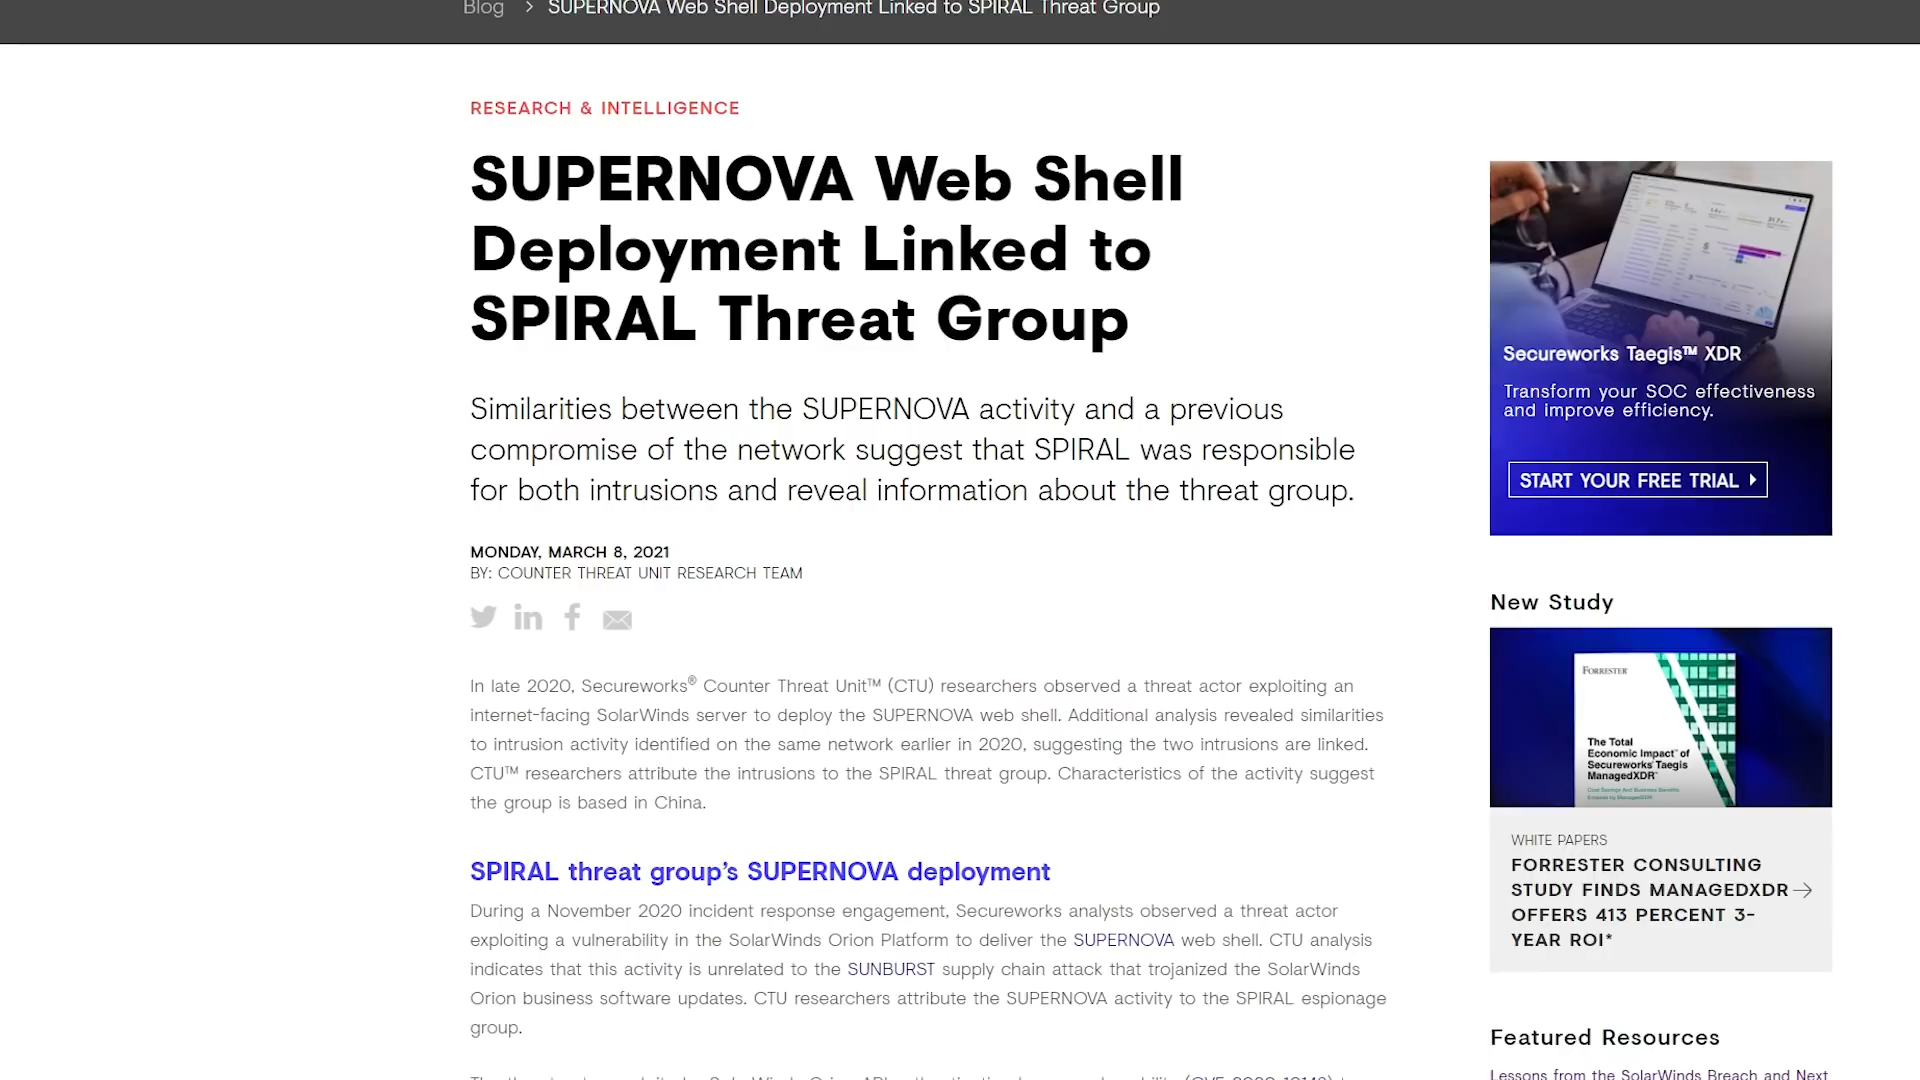 Blog > SUPERNOVA Web Shell Deployment Linked to SPIRAL Threat Group
RESEARCH & INTELLIGENCE
SUPERNOVA Web Shell
Deployment Linked to
SPIRAL Threat Group
Similarities between the SUPERNOVA activity and a previous
compromise of the network suggest that SPIRAL was responsible
for both intrusions and reveal information about the threat group.
MONDAY, MARCH 8, 2021
BY: COUNTER THREAT UNIT RESEARCH TEAM
In late 2020, Secureworks® Counter Threat Unit™ (CTU) researchers observed a threat actor exploiting an
internet-facing SolarWinds server to deploy the SUPERNOVA web shell. Additional analysis revealed similarities
to intrusion activity identified on the same network earlier in 2020, suggesting the two intrusions are linked.
CTU™ researchers attribute the intrusions to the SPIRAL threat group. Characteristics of the activity suggest
the group is based in China.
SPIRAL threat group’s SUPERNOVA deployment
During a November 2020 incident response engagement, Secureworks analysts observed a threat actor
exploiting a vulnerability in the SolarWinds Orion Platform to deliver the SUPERNOVA web shell. CTU analysis
indicates that this activity is unrelated to the SUNBURST supply chain attack that trojanized the SolarWinds
Orion business software updates. CTU researchers attribute the SUPERNOVA activity to the SPIRAL espionage
group.
Secureworks Taegis™ XDR
Transform your SOC effectiveness
and improve efficiency.
START YOUR FREE TRIAL
New Study
FORRESTER
The Total
Economic Impact™ of
Secureworks Taegis
ManagedXDR™
WHITE PAPERS
FORRESTER CONSULTING
STUDY FINDS MANAGEDXDR
OFFERS 413 PERCENT 3-
YEAR ROI*
Featured Resources
Lessons from the SolarWinds Breach and Next